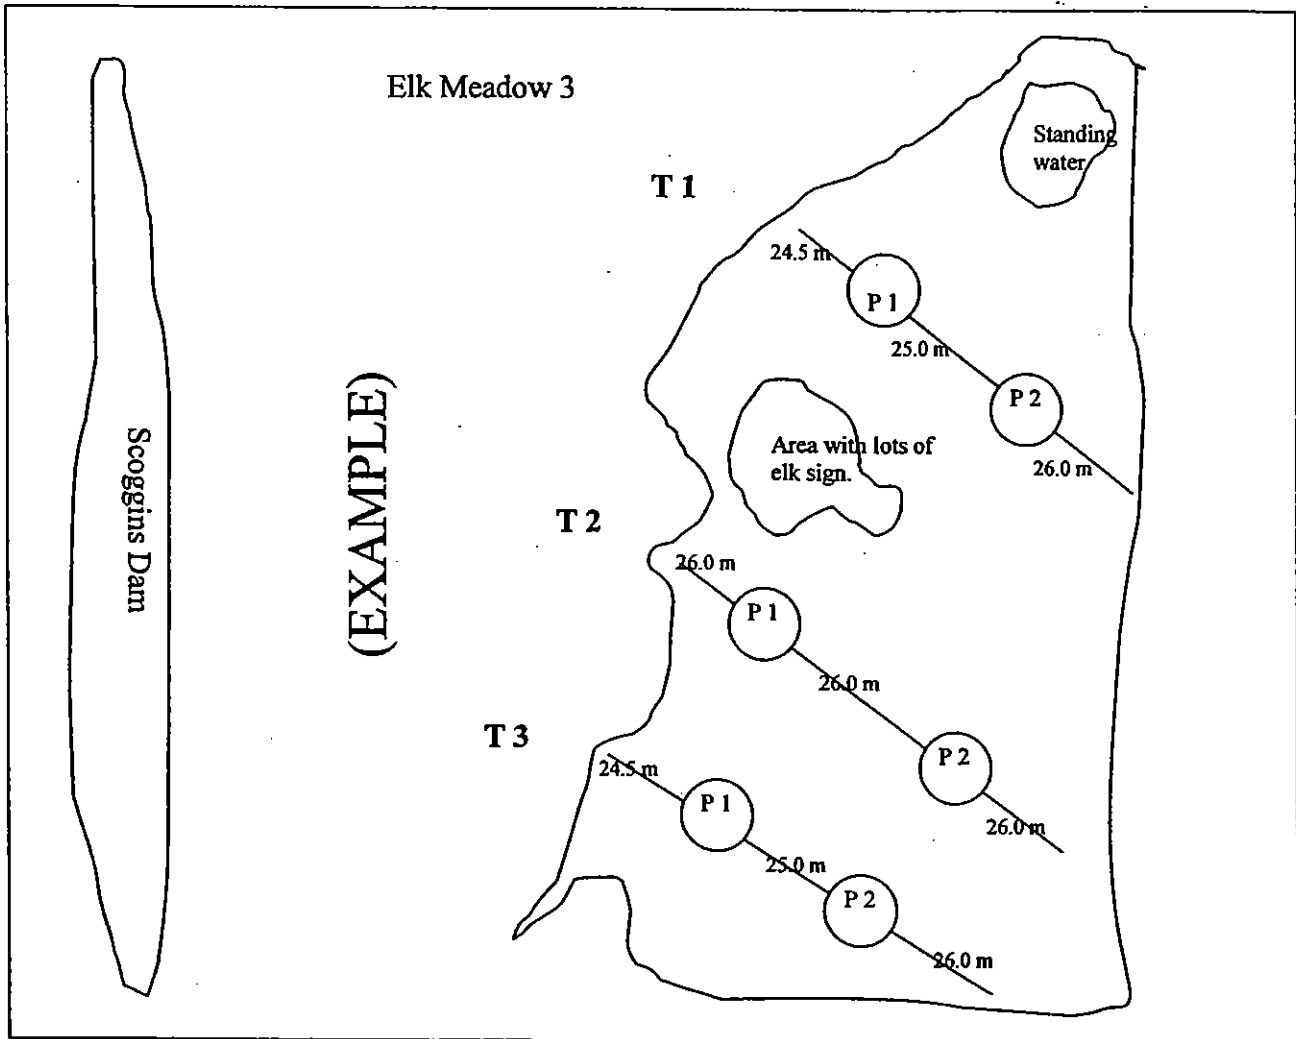 Elk Meadow 3
Standing
water
T 1
24.5 m
P 1
25.0 m
P 2
26.0 m
(EXAMPLE)
Scoggins Dam
Area with lots of
elk sign.
T 2
26.0 m
P 1
26.0 m
P 2
26.0 m
T 3
24.5 m
P 1
25.0 m
P 2
26.0 m